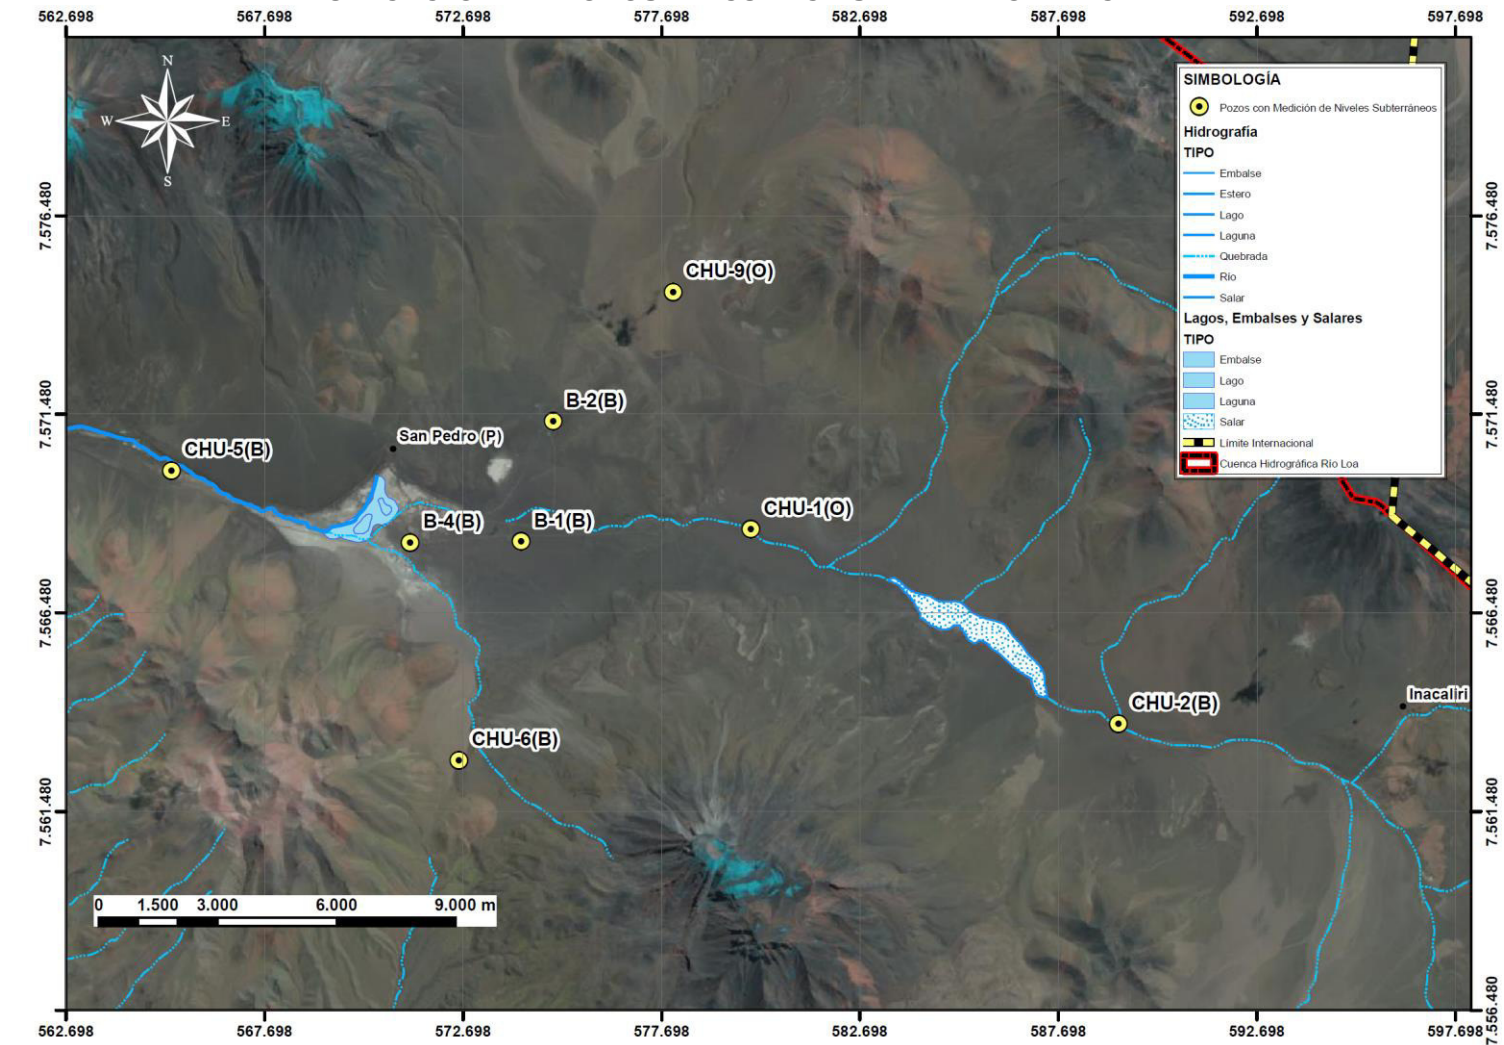 562.698 567.698 572.698 577.698 582.698 587.698 592.698 597.698
N
W E
S
SIMBOLOGÍA
Pozos con Medición de Niveles Subterráneos
Hidrografía
TIPO
Embalse
Estero
Lago
Laguna
Quebrada
Río
Salar
Lagos, Embalses y Salares
TIPO
Embalse
Lago
Laguna
Salar
Límite Internacional
Cuenca Hidrográfica Río Loa
7.576.480 7.576.480
CHU-9(O)
7.571.480 7.571.480
B-2(B)
San Pedro (P)
CHU-5(B)
CHU-1(O)
B-4(B) B-1(B)
7.566.480 7.566.480
Inacaliri
CHU-2(B)
CHU-6(B)
7.561.480 7.561.480
0 1.500 3.000 6.000 9.000 m
7.556.480
562.698 567.698 572.698 577.698 582.698 587.698 592.698 597.698